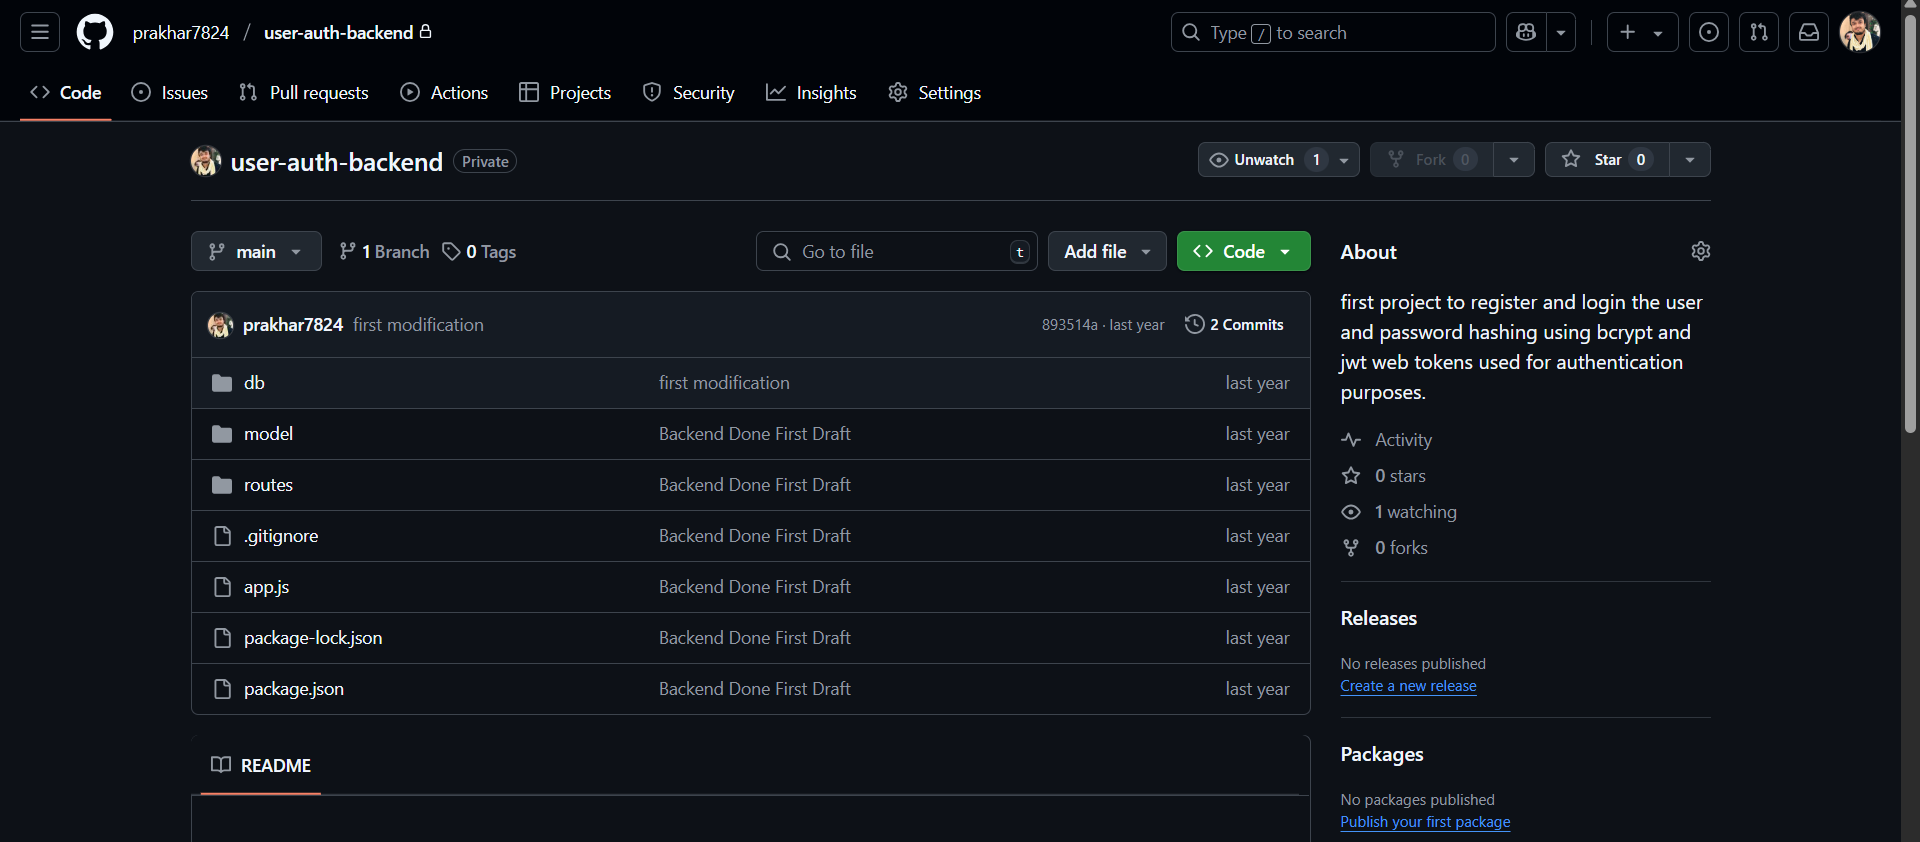 prakhar7824 / user-auth-backend
Type / to search
Code
Issues
Pull requests
Actions
Projects
Security
Insights
Settings
user-auth-backend Private
Unwatch 1
Fork 0
Star 0
main
1 Branch
0 Tags
Go to file t
Add file
Code
prakhar7824 first modification 893514a · last year 2 Commits
db first modification last year
model Backend Done First Draft last year
routes Backend Done First Draft last year
.gitignore Backend Done First Draft last year
app.js Backend Done First Draft last year
package-lock.json Backend Done First Draft last year
package.json Backend Done First Draft last year
README
About
first project to register and login the user
and password hashing using bcrypt and
jwt web tokens used for authentication
purposes.
Activity
0 stars
1 watching
0 forks
Releases
No releases published
Create a new release
Packages
No packages published
Publish your first package